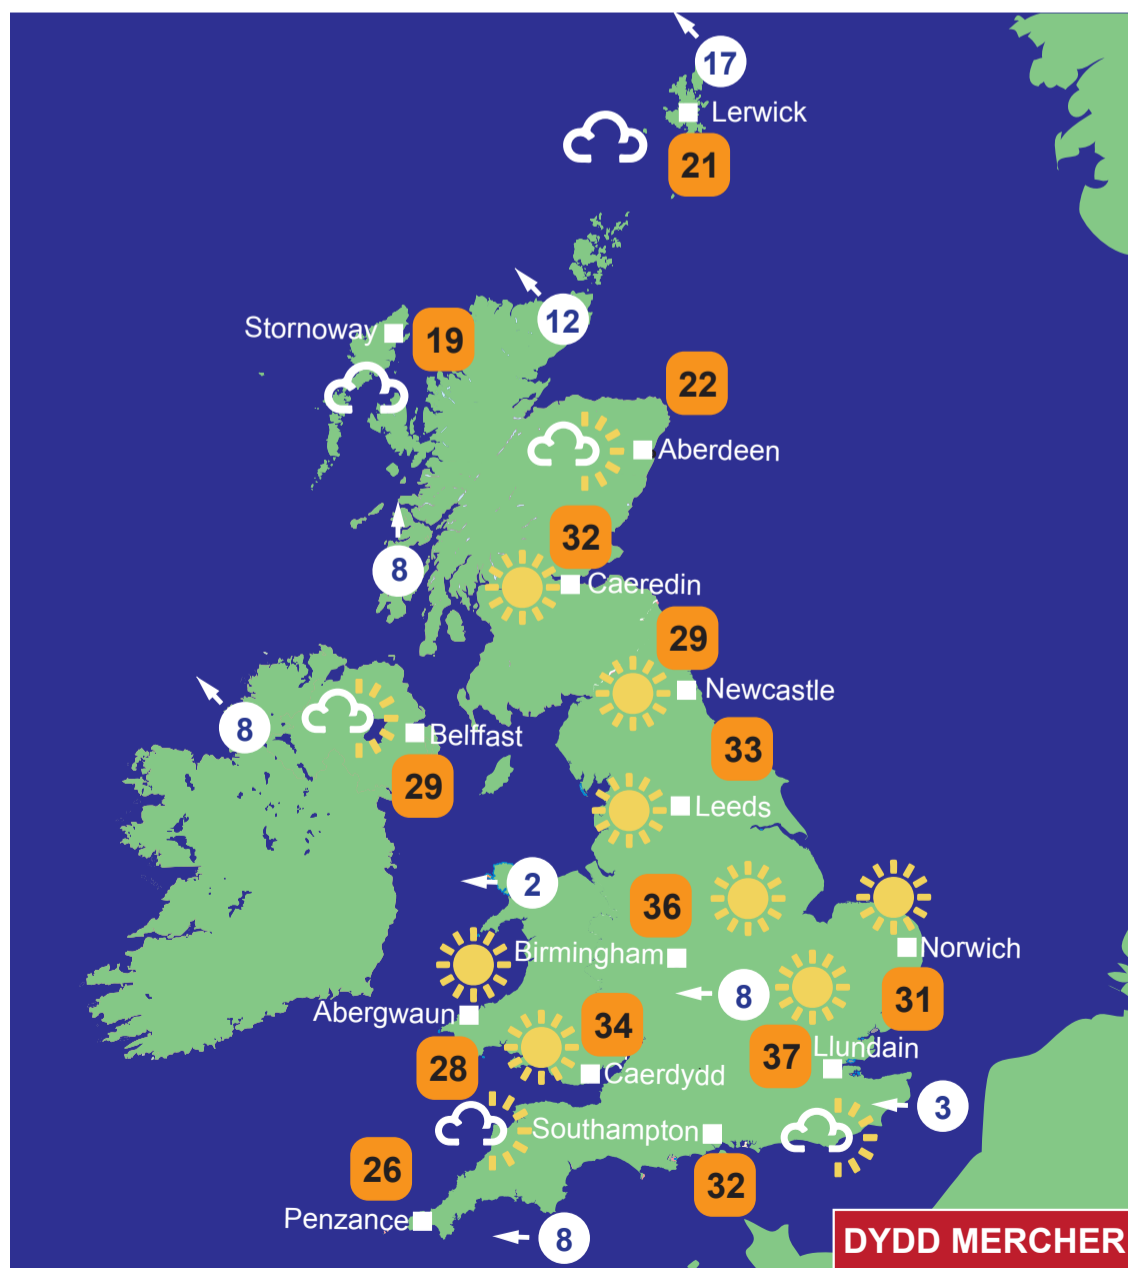 17
Lerwick
21
12
Stornoway
19
22
Aberdeen
32
8
Caeredin
29
Newcastle
8
Belffast
33
29
Leeds
2
36
Birmingham
Norwich
8
31
Abergwaun
34
Llundain
37
28
Caerdydd
3
Southampton
26
32
Penzance
8
DYDD MERCHER